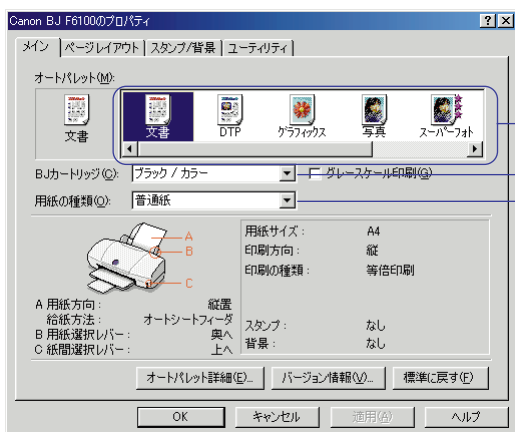 Canon BJ F6100のプロパティ
メイン ページレイアウト スタンプ/背景 ユーティリティ
オートパレット(M):
文書 文書 DTP グラフィックス 写真 スーパーフォト
BJカートリッジ(C): ブラック / カラー グレースケール印刷(G)
用紙の種類(O): 普通紙
A
B
C
用紙サイズ : A4
印刷方向 : 縦
印刷の種類 : 等倍印刷
スタンプ : なし
背景 : なし
A 用紙方向 : 縦置
給紙方法 : オートシートフィーダ
B 用紙選択レバー : 奥へ
C 紙間選択レバー : 上へ
オートパレット詳細(E)... バージョン情報(V)... 標準に戻す(F)
OK キャンセル 適用(A) ヘルプ